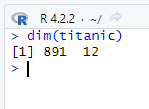 R 4.2.2 · ~/
> dim(titanic)
[1] 891  12
>